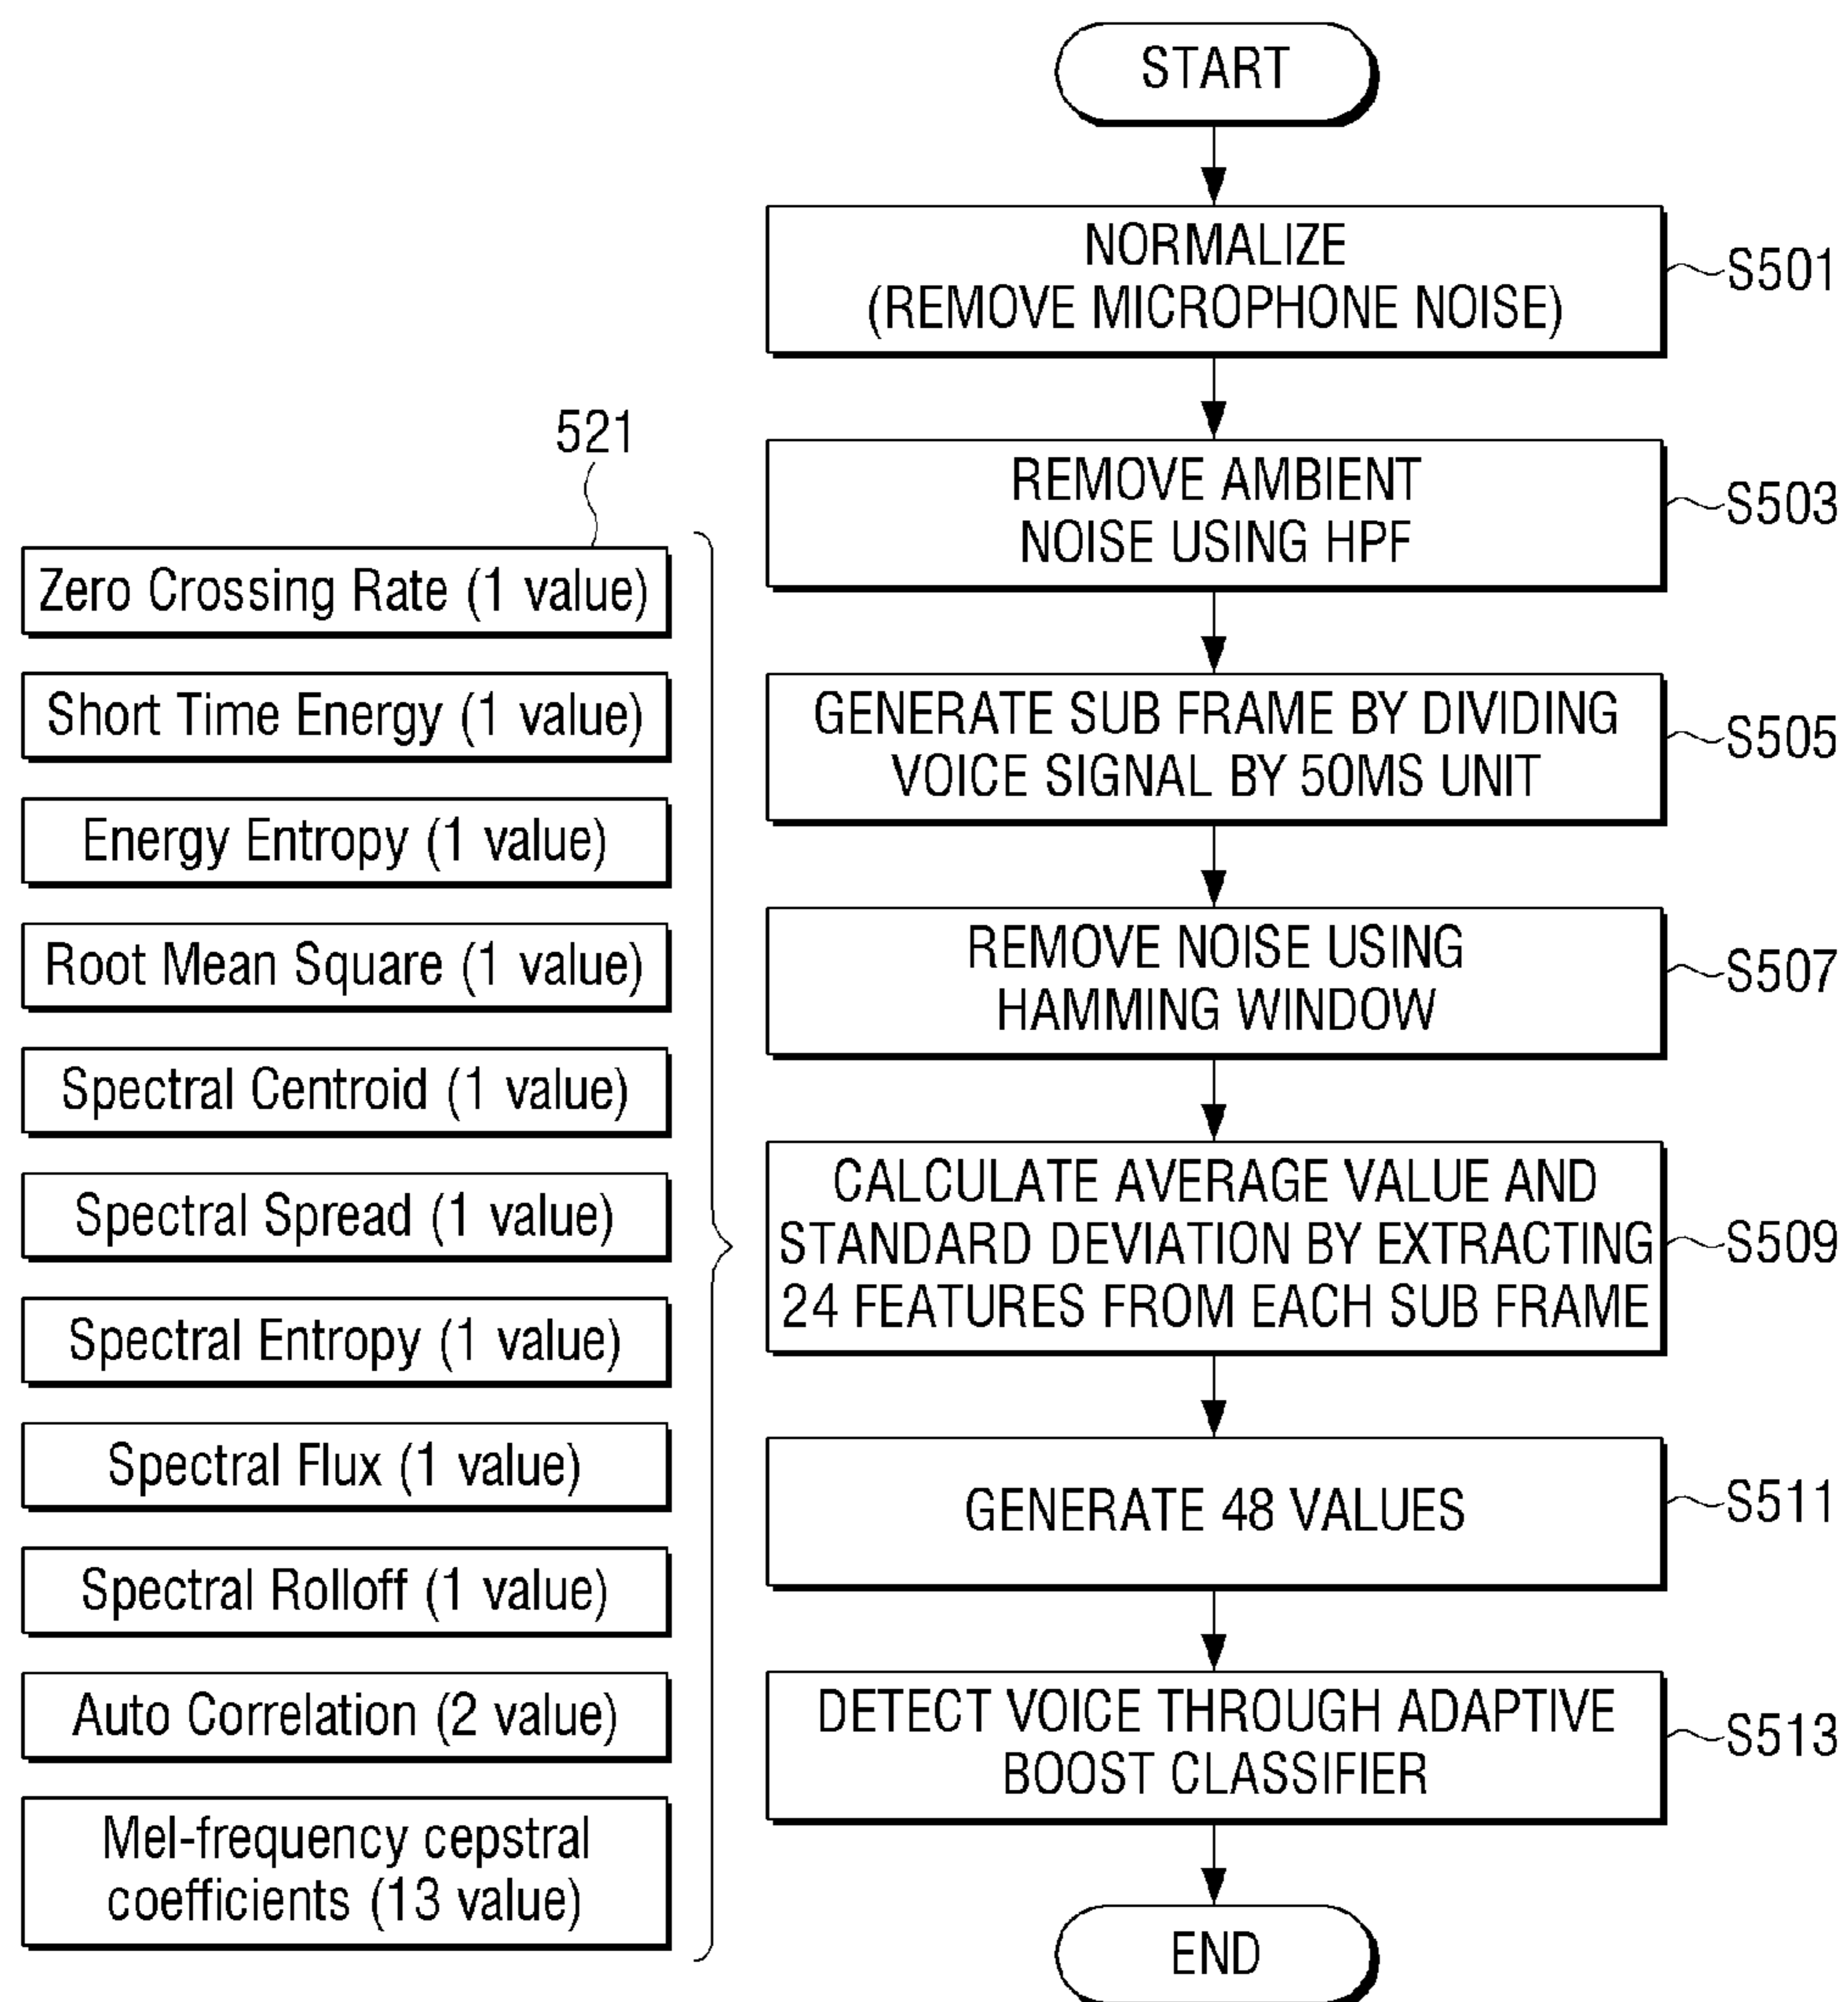 START
NORMALIZE
(REMOVE MICROPHONE NOISE)
S501
REMOVE AMBIENT
NOISE USING HPF
S503
GENERATE SUB FRAME BY DIVIDING
VOICE SIGNAL BY 50MS UNIT
S505
REMOVE NOISE USING
HAMMING WINDOW
S507
CALCULATE AVERAGE VALUE AND
STANDARD DEVIATION BY EXTRACTING
24 FEATURES FROM EACH SUB FRAME
S509
GENERATE 48 VALUES
S511
DETECT VOICE THROUGH ADAPTIVE
BOOST CLASSIFIER
S513
END
521
Zero Crossing Rate (1 value)
Short Time Energy (1 value)
Energy Entropy (1 value)
Root Mean Square (1 value)
Spectral Centroid (1 value)
Spectral Spread (1 value)
Spectral Entropy (1 value)
Spectral Flux (1 value)
Spectral Rolloff (1 value)
Auto Correlation (2 value)
Mel-frequency cepstral
coefficients (13 value)